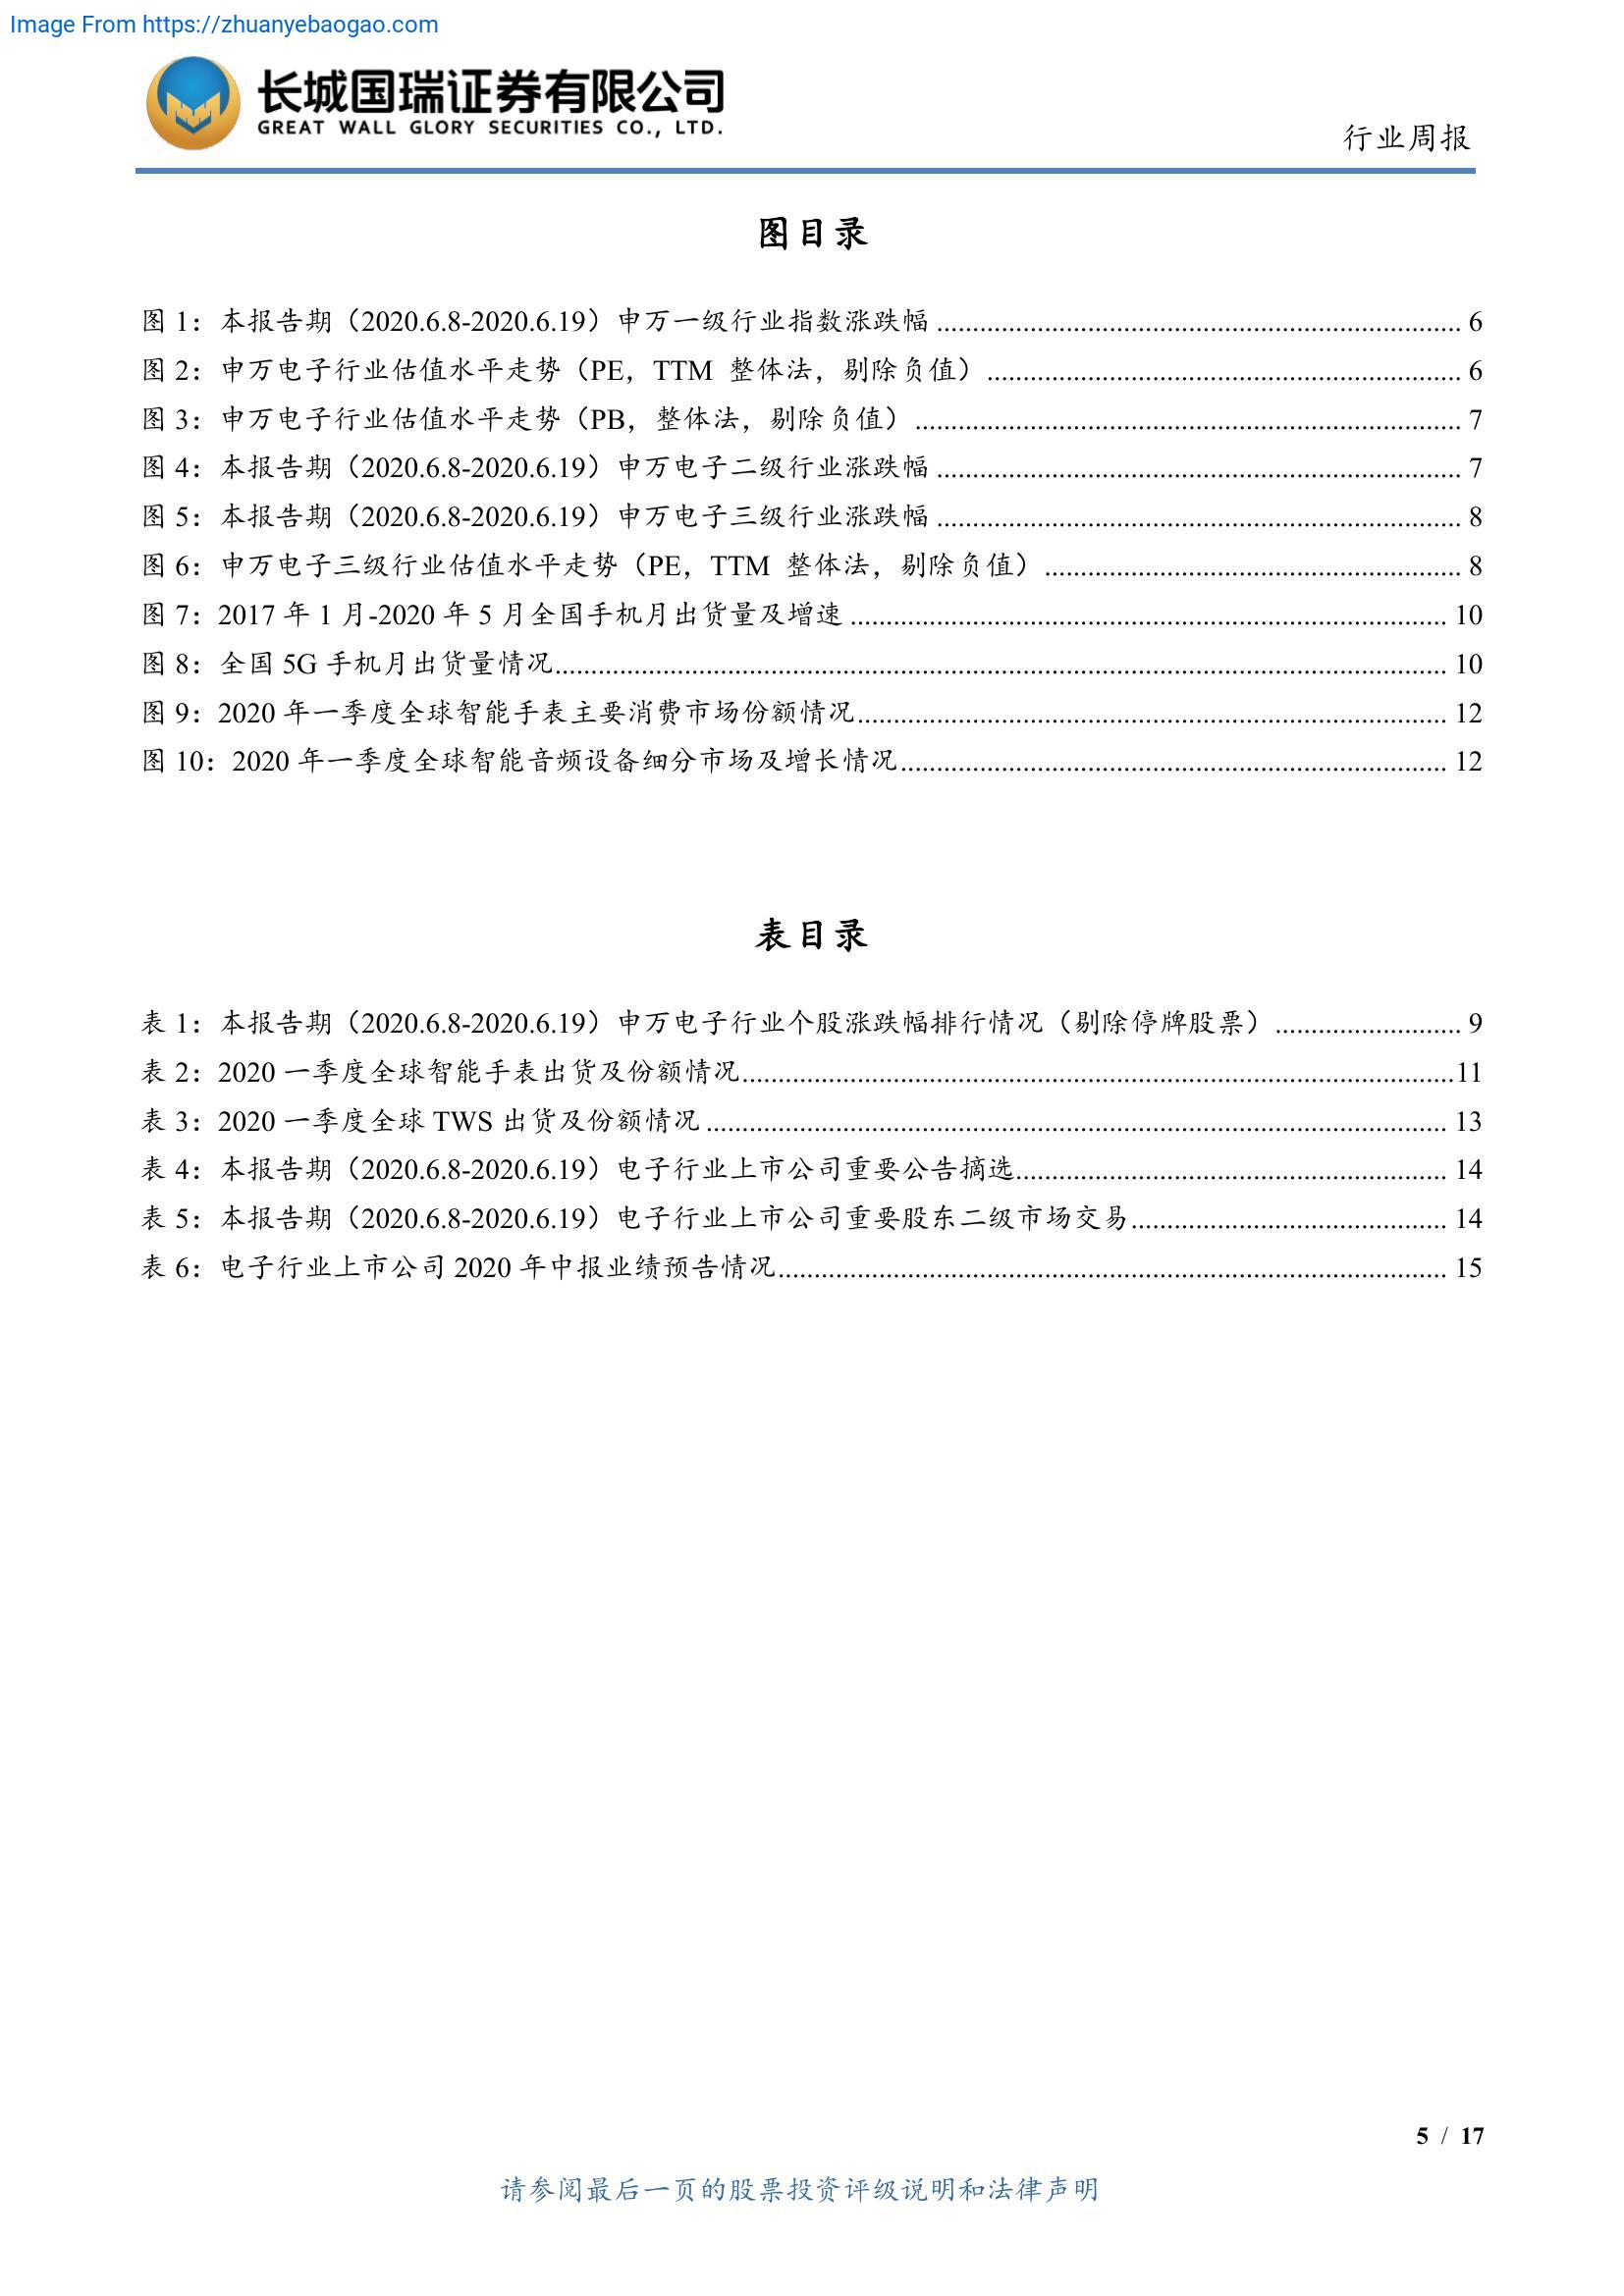 Image From https://zhuanyebaogao.com
长城国瑞证券有限公司
GREAT WALL GLORY SECURITIES CO., LTD.
行业周报
图目录
图 1：本报告期（2020.6.8-2020.6.19）申万一级行业指数涨跌幅 ........................................................................ 6
图 2：申万电子行业估值水平走势（PE，TTM 整体法，剔除负值） ................................................................. 6
图 3：申万电子行业估值水平走势（PB，整体法，剔除负值） ........................................................................... 7
图 4：本报告期（2020.6.8-2020.6.19）申万电子二级行业涨跌幅 ........................................................................ 7
图 5：本报告期（2020.6.8-2020.6.19）申万电子三级行业涨跌幅 ........................................................................ 8
图 6：申万电子三级行业估值水平走势（PE，TTM 整体法，剔除负值） ......................................................... 8
图 7：2017 年 1 月-2020 年 5 月全国手机月出货量及增速 .................................................................................. 10
图 8：全国 5G 手机月出货量情况........................................................................................................................... 10
图 9：2020 年一季度全球智能手表主要消费市场份额情况................................................................................. 12
图 10：2020 年一季度全球智能音频设备细分市场及增长情况........................................................................... 12
表目录
表 1：本报告期（2020.6.8-2020.6.19）申万电子行业个股涨跌幅排行情况（剔除停牌股票） .......................... 9
表 2：2020 一季度全球智能手表出货及份额情况..................................................................................................11
表 3：2020 一季度全球 TWS 出货及份额情况 ...................................................................................................... 13
表 4：本报告期（2020.6.8-2020.6.19）电子行业上市公司重要公告摘选........................................................... 14
表 5：本报告期（2020.6.8-2020.6.19）电子行业上市公司重要股东二级市场交易............................................ 14
表 6：电子行业上市公司 2020 年中报业绩预告情况............................................................................................ 15
5 / 17
请参阅最后一页的股票投资评级说明和法律声明